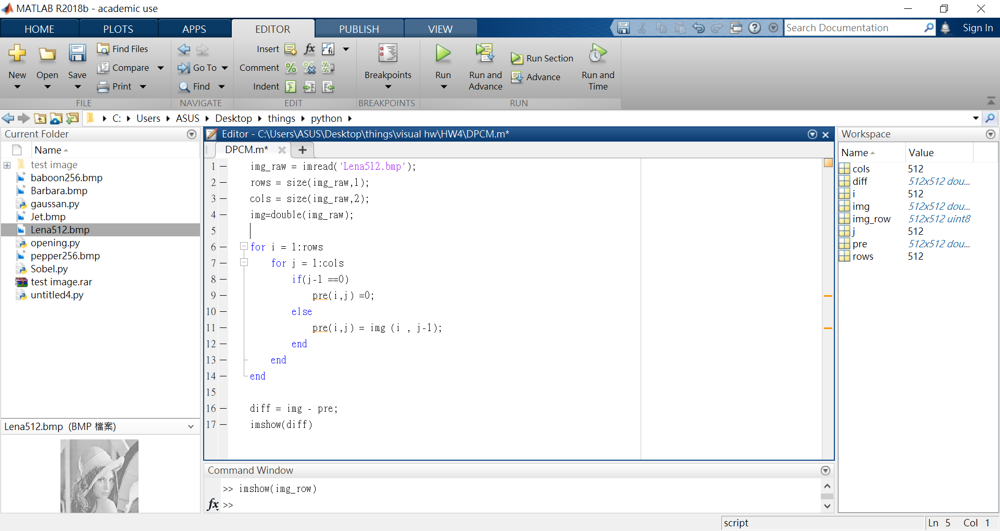 MATLAB R2018b - academic use
HOME PLOTS APPS EDITOR PUBLISH VIEW Search Documentation Sign In
New Open Save Find Files Compare Print FILE
Go To Find NAVIGATE
Insert fx Comment Indent EDIT
Breakpoints BREAKPOINTS
Run Run and Advance Run Section Advance Run and Time RUN
C: Users ASUS Desktop things python
Current Folder
Name
test image
baboon256.bmp
Barbara.bmp
gaussan.py
Jet.bmp
Lena512.bmp
opening.py
pepper256.bmp
Sobel.py
test image.rar
untitled4.py
Lena512.bmp (BMP 檔案)
Editor - C:\Users\ASUS\Desktop\things\visual hw\HW4\DPCM.m*
DPCM.m* +
1 img_raw = imread('Lena512.bmp');
2 rows = size(img_raw,1);
3 cols = size(img_raw,2);
4 img=double(img_raw);
5
6 for i = 1:rows
7 for j = 1:cols
8 if(j-1 ==0)
9 pre(i,j) =0;
10 else
11 pre(i,j) = img (i , j-1);
12 end
13 end
14 end
15
16 diff = img - pre;
17 imshow(diff)
Command Window
>> imshow(img_row)
fx >>
Workspace
Name Value
cols 512
diff 512x512 dou...
i 512
img 512x512 dou...
img_row 512x512 uint8
j 512
pre 512x512 dou...
rows 512
script Ln 5 Col 1